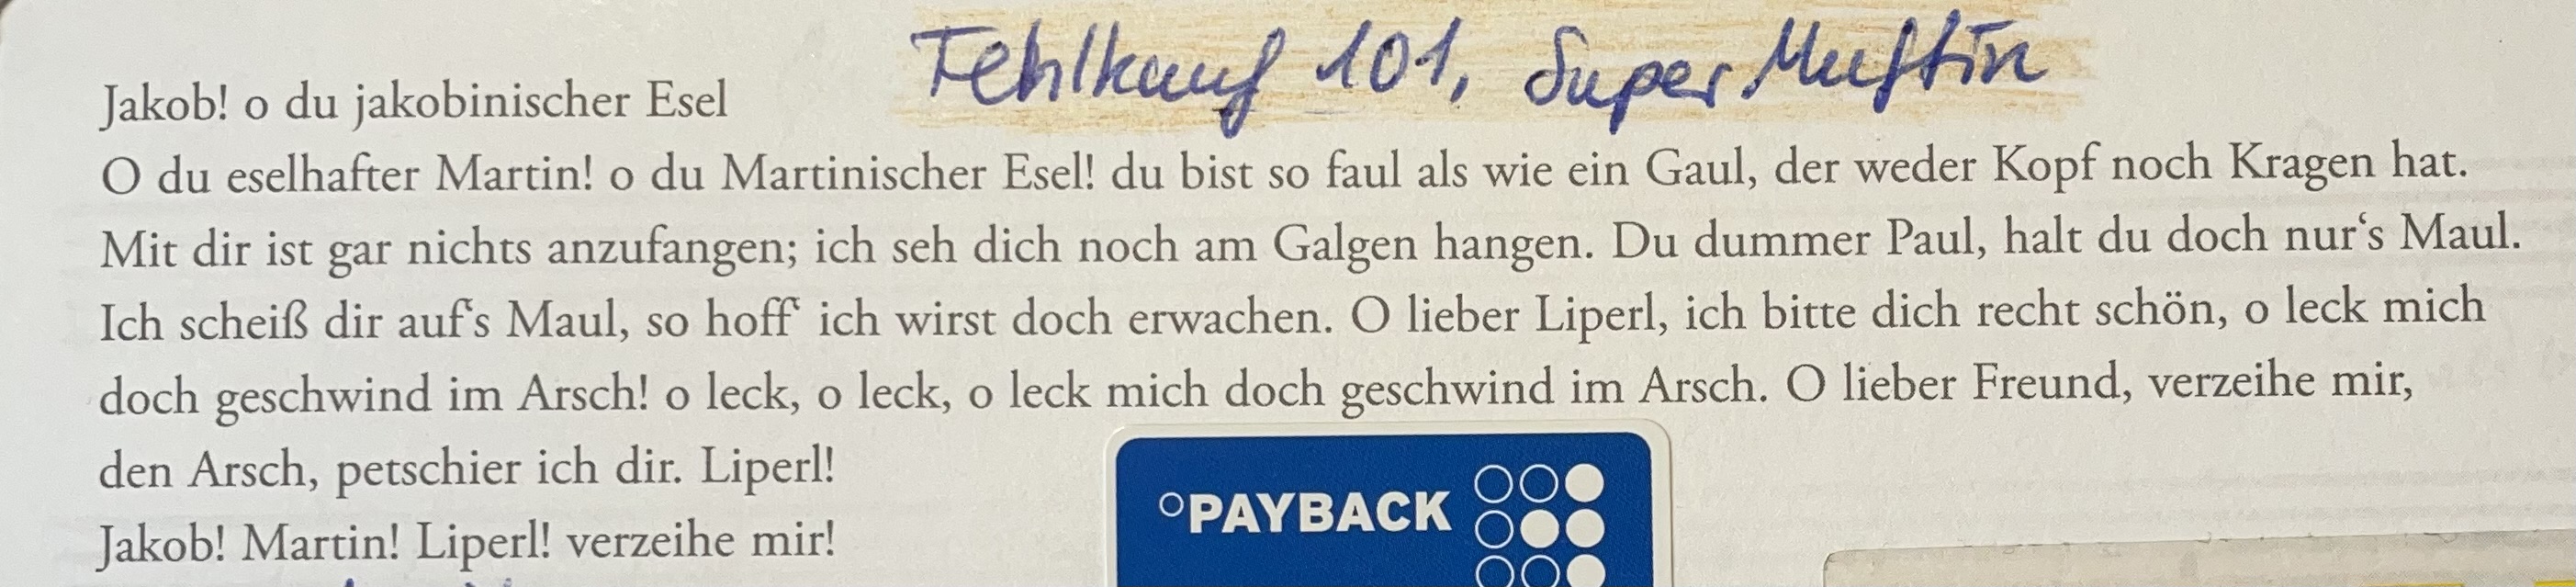 Fehlkauf 101, Super Muftin
Jakob! o du jakobinischer Esel
O du eselhafter Martin! o du Martinischer Esel! du bist so faul als wie ein Gaul, der weder Kopf noch Kragen hat.
Mit dir ist gar nichts anzufangen; ich seh dich noch am Galgen hangen. Du dummer Paul, halt du doch nur‘s Maul.
Ich scheiß dir auf‘s Maul, so hoff‘ ich wirst doch erwachen. O lieber Liperl, ich bitte dich recht schön, o leck mich
doch geschwind im Arsch! o leck, o leck, o leck mich doch geschwind im Arsch. O lieber Freund, verzeihe mir,
den Arsch, petschier ich dir. Liperl!
Jakob! Martin! Liperl! verzeihe mir!
PAYBACK